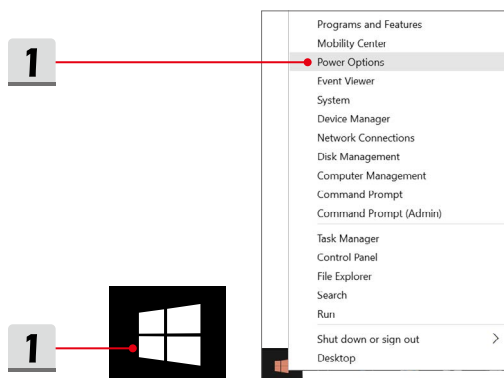 1
Programs and Features
Mobility Center
Power Options
Event Viewer
System
Device Manager
Network Connections
Disk Management
Computer Management
Command Prompt
Command Prompt (Admin)
Task Manager
Control Panel
File Explorer
Search
Run
Shut down or sign out
Desktop
1